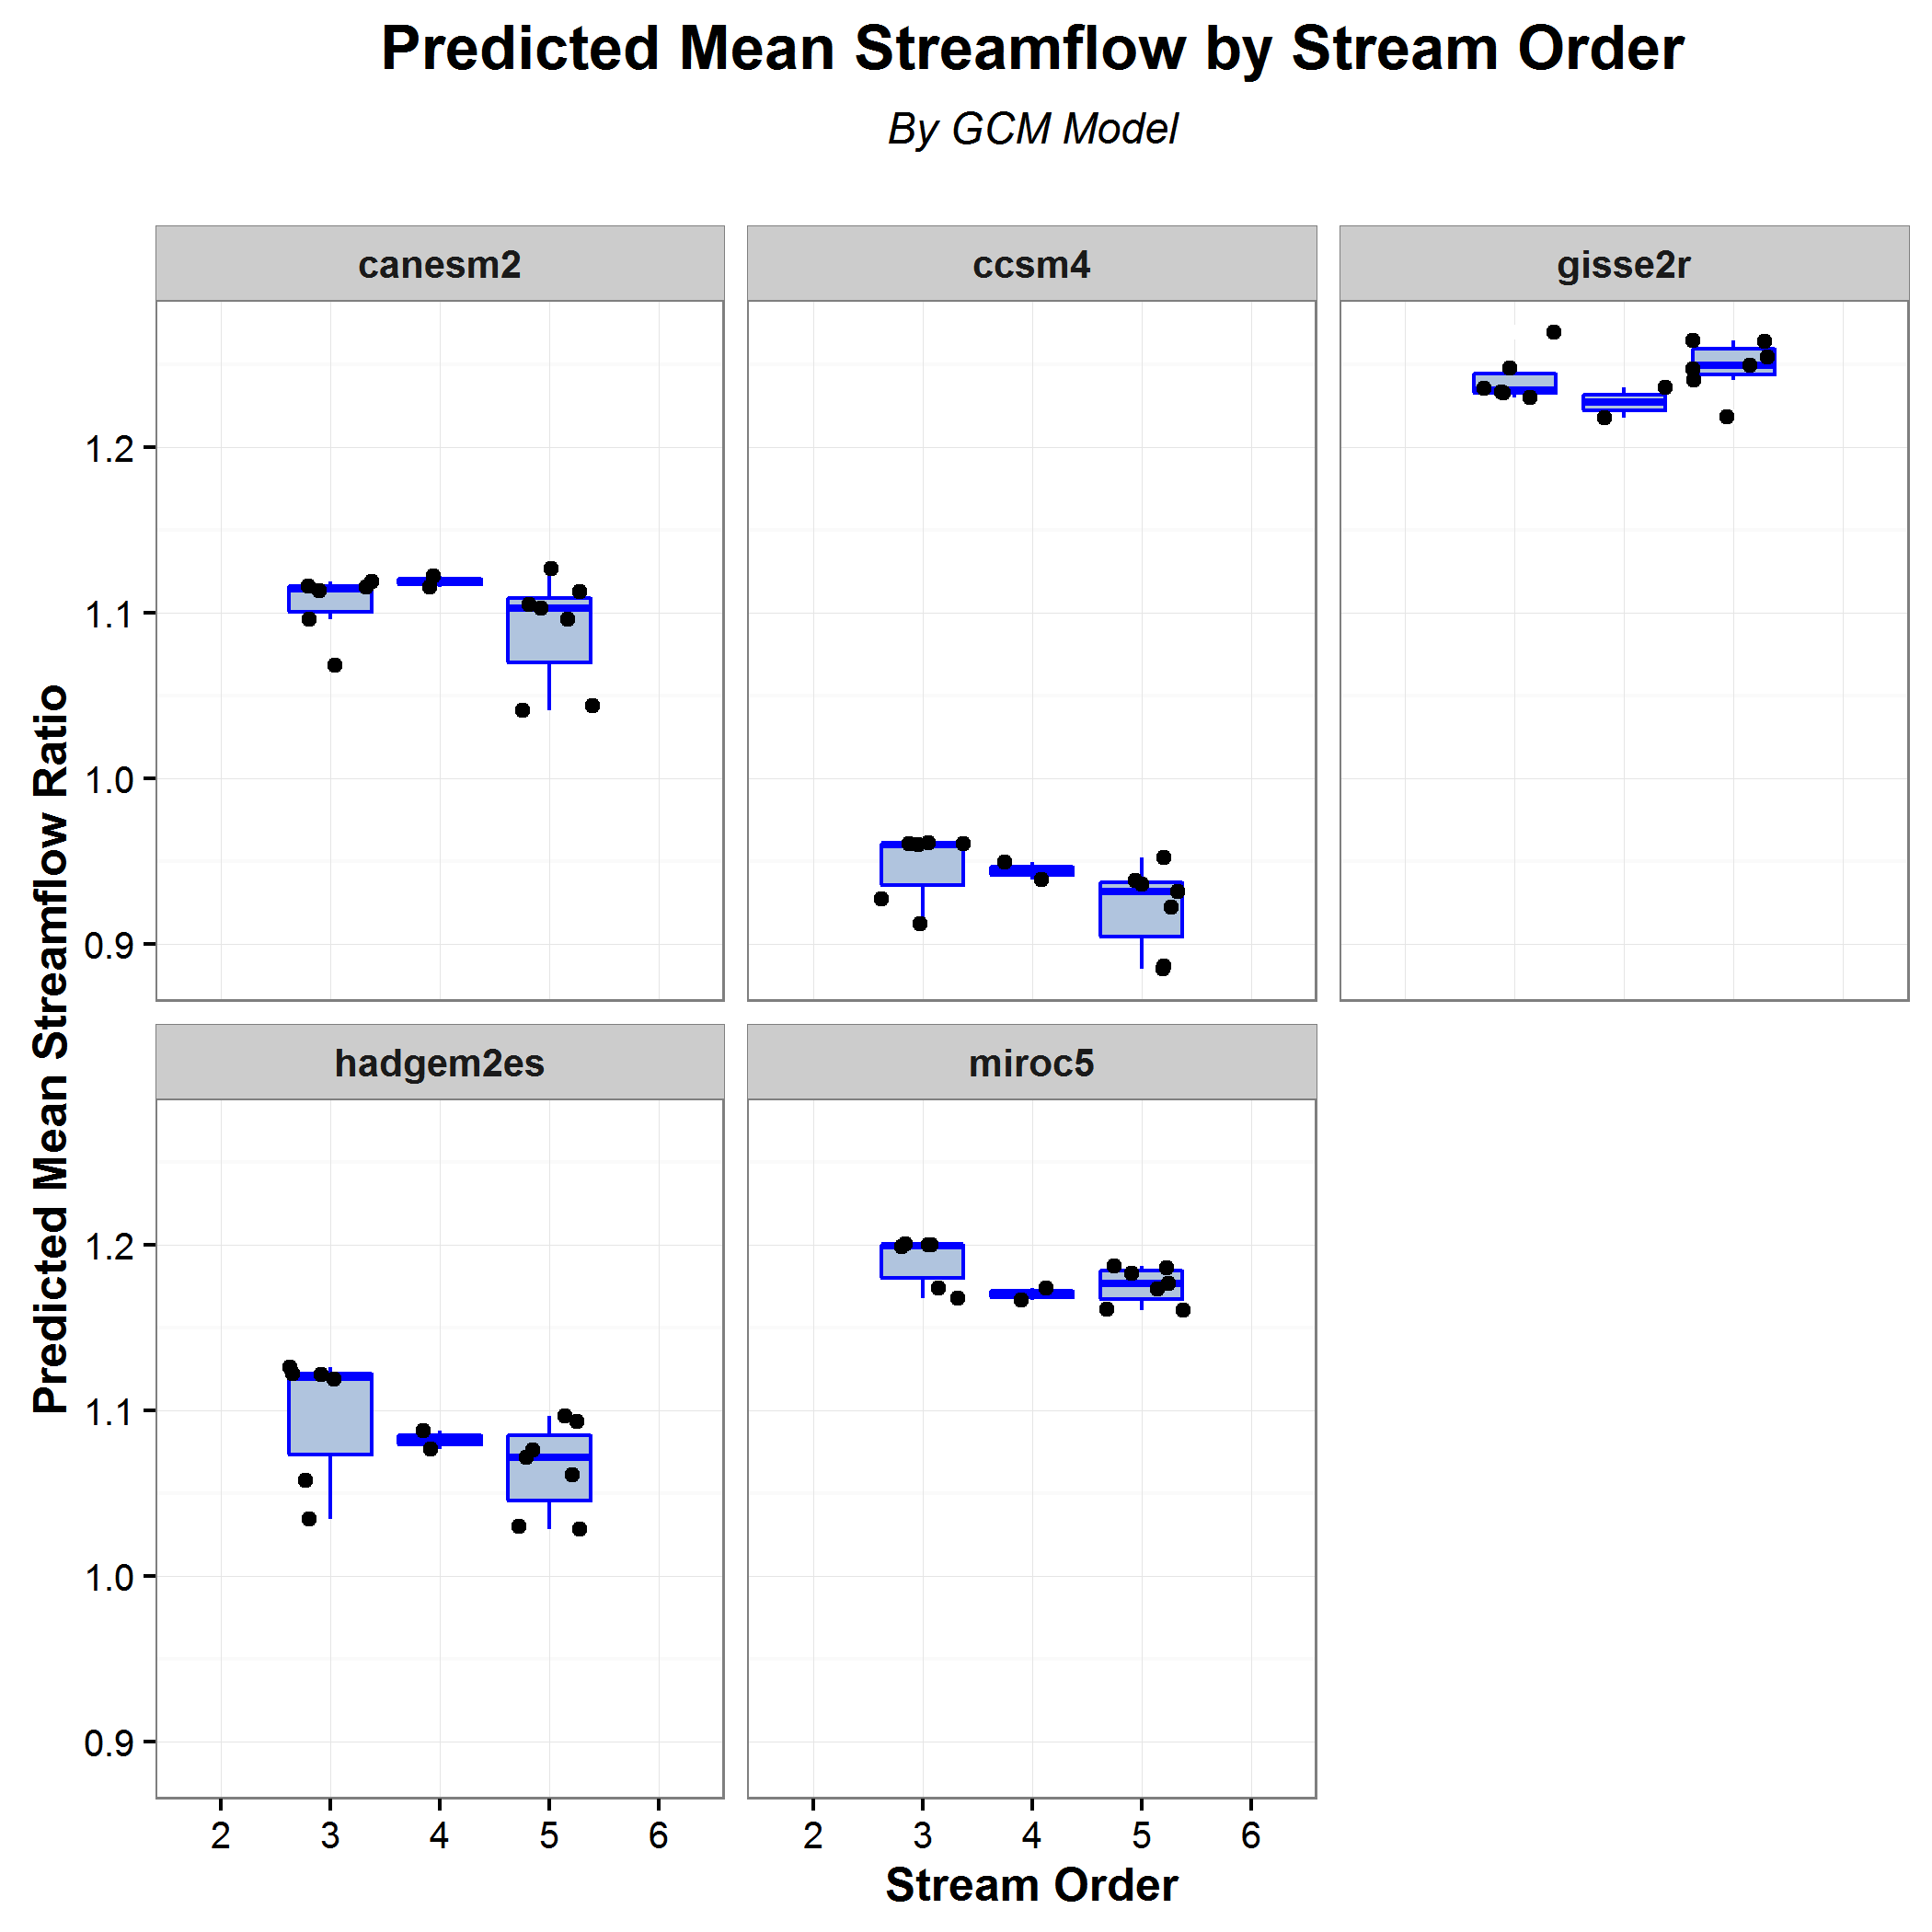 Predicted Mean Streamflow by Stream Order
By GCM Model
canesm2
ccsm4
gisse2r
1.2
1.1
1.0
0.9
hadgem2es
miroc5
1.2
1.1
1.0
0.9
2 3 4 5 6
2 3 4 5 6
Stream Order
Predicted Mean Streamflow Ratio